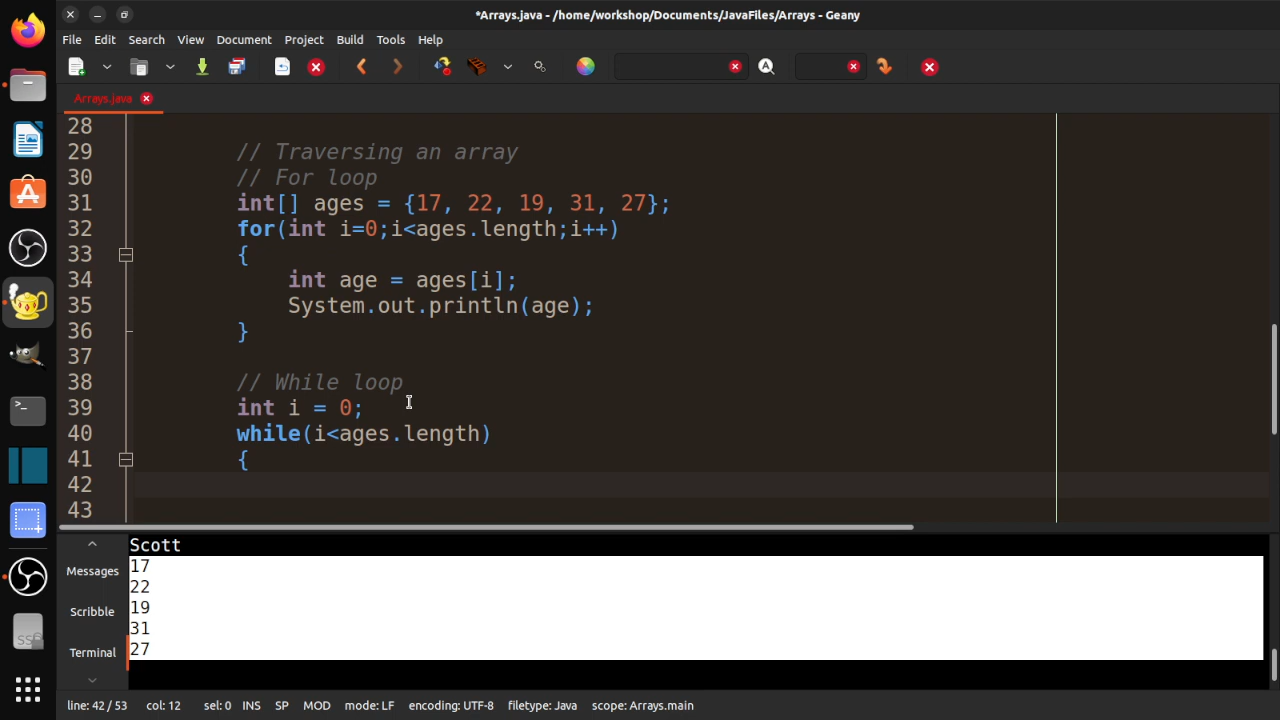 *Arrays.java - /home/workshop/Documents/JavaFiles/Arrays - Geany
File Edit Search View Document Project Build Tools Help
Arrays.java
28
29 // Traversing an array
30 // For loop
31 int[] ages = {17, 22, 19, 31, 27};
32 for(int i=0;i<ages.length;i++)
33 {
34 int age = ages[i];
35 System.out.println(age);
36 }
37
38 // While loop
39 int i = 0;
40 while(i<ages.length)
41 {
42
43
Messages
Scribble
Terminal
Scott
17
22
19
31
27
line: 42 / 53 col: 12 sel: 0 INS SP MOD mode: LF encoding: UTF-8 filetype: Java scope: Arrays.main